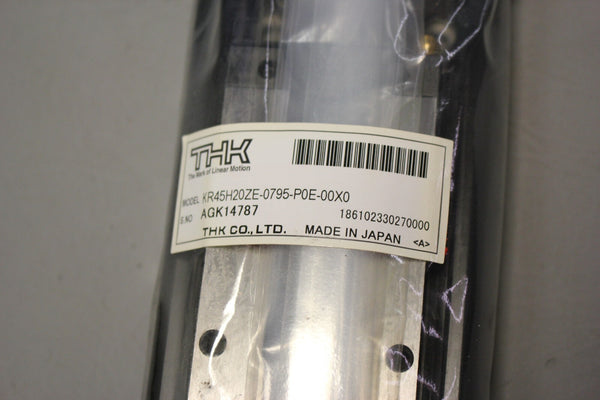 THK
The Mark of Linear Motion
MODEL KR45H20ZE-0795-P0E-00X0
S.NO AGK14787
186102330270000
THK CO., LTD. MADE IN JAPAN <A>